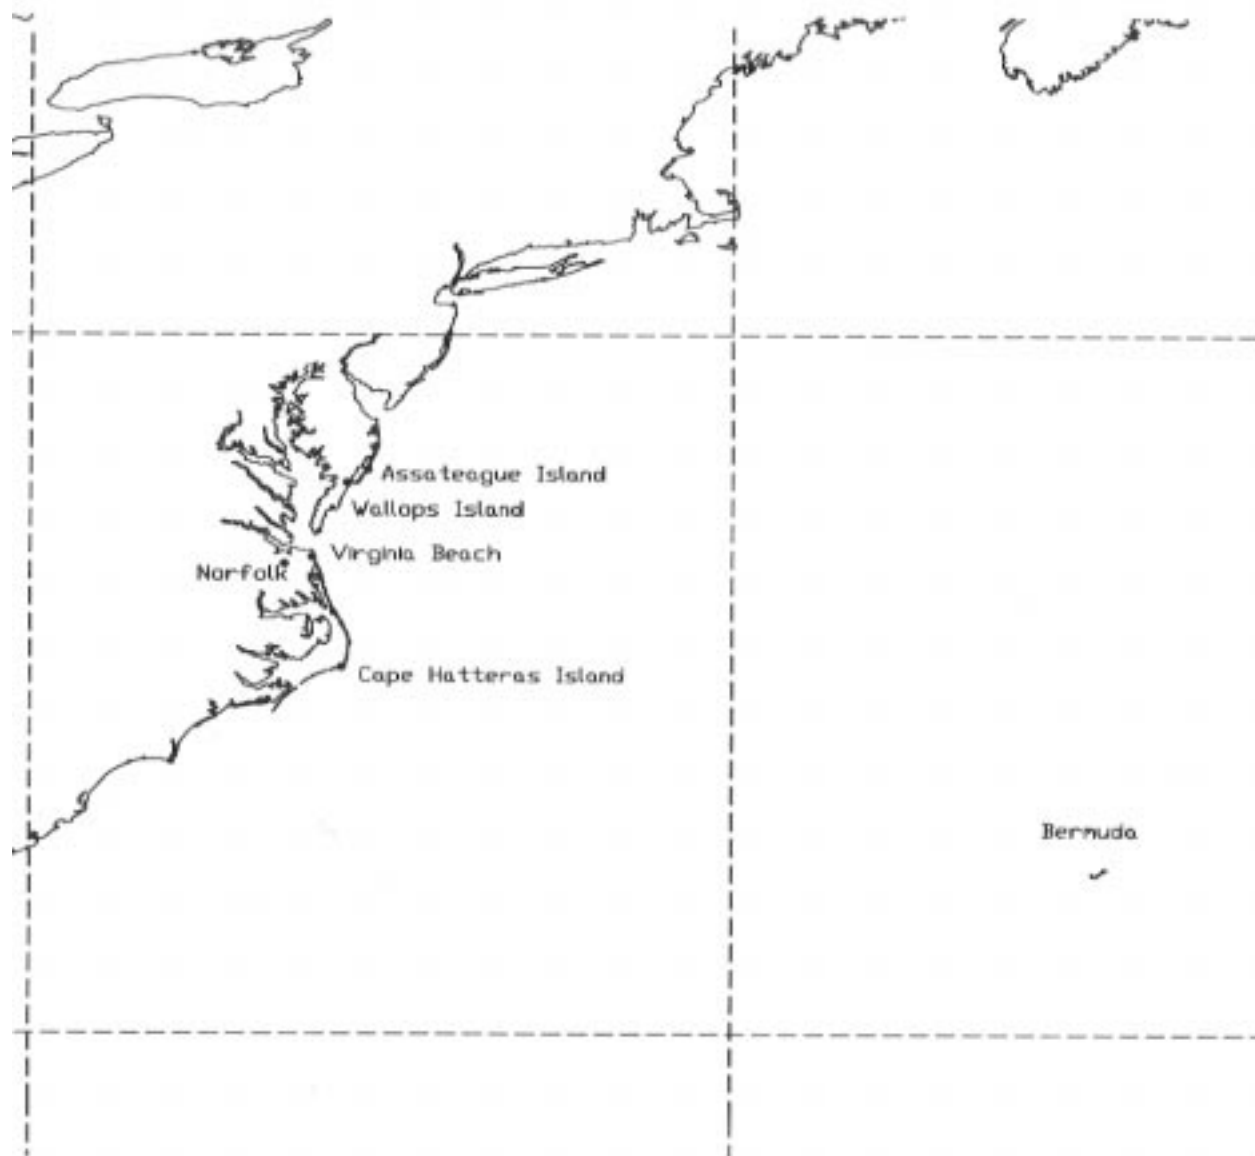 Assateague Island
Wallops Island
Virginia Beach
Norfolk
Cape Hatteras Island
Bermuda